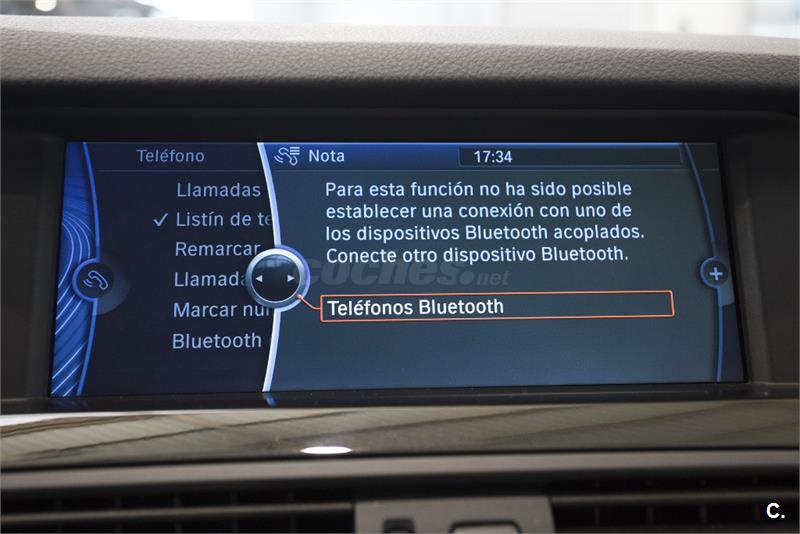 Teléfono
Nota
17:34
Llamadas
✓ Listín de te
Remarcar
Llamada
Marcar nú
Bluetooth
Para esta función no ha sido posible
establecer una conexión con uno de
los dispositivos Bluetooth acoplados.
Conecte otro dispositivo Bluetooth.
coches.net
Teléfonos Bluetooth
+
C.